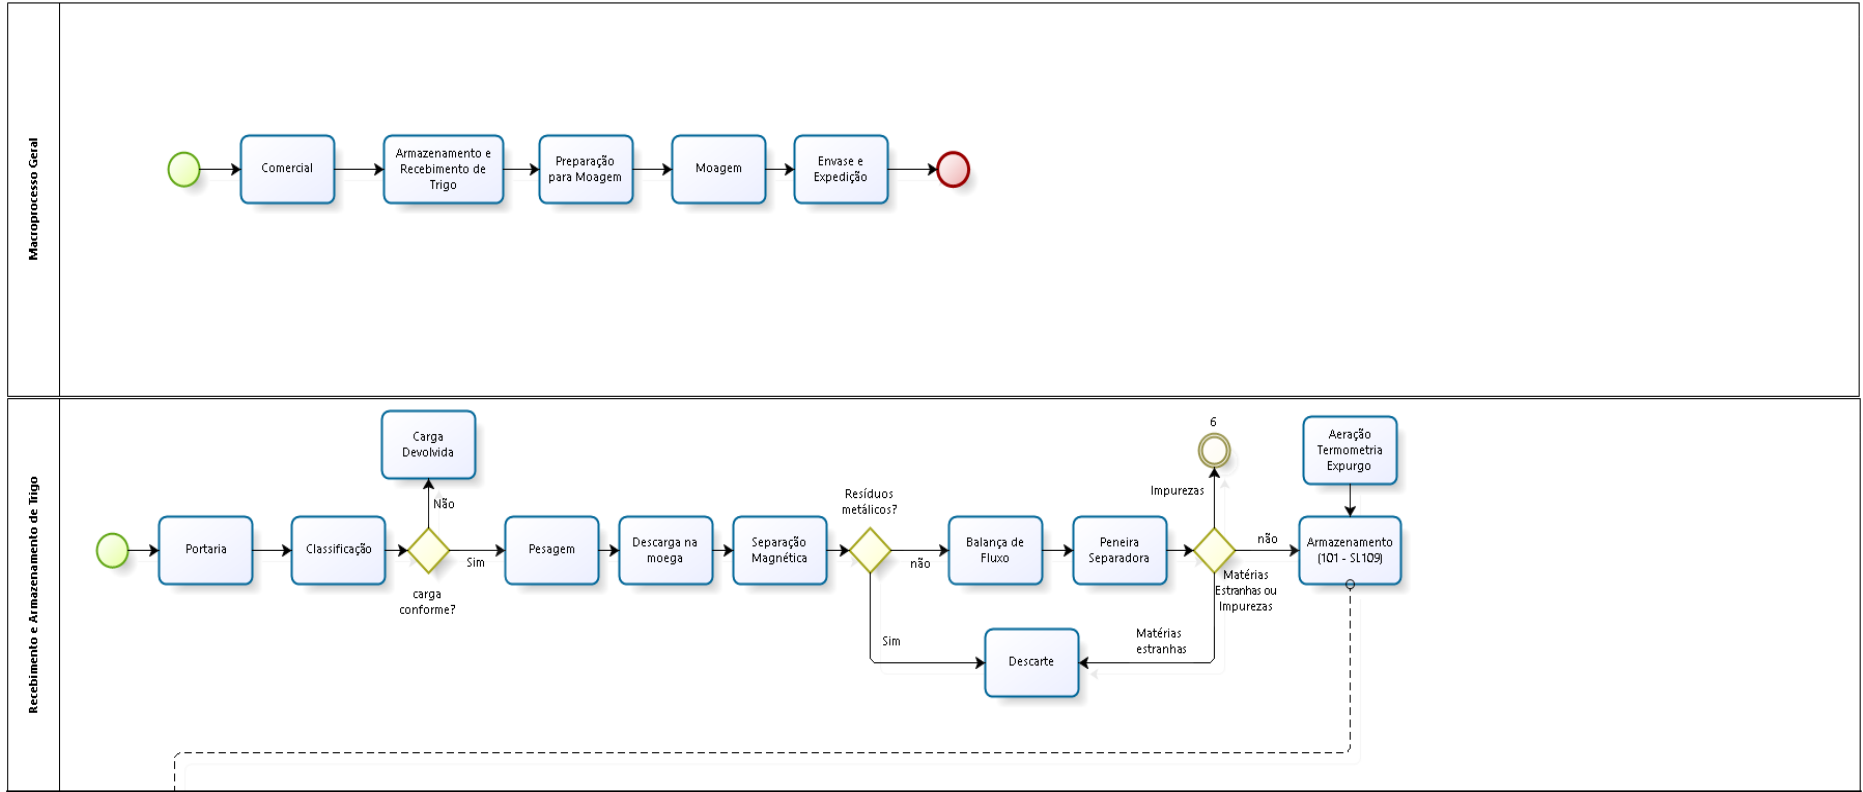 Macroprocesso Geral
Comercial
Armazenamento e
Recebimento de
Trigo
Preparação
para Moagem
Moagem
Envase e
Expedição
Recebimento e Armazenamento de Trigo
Portaria
Classificação
Carga
Devolvida
Não
carga
conforme?
Sim
Pesagem
Descarga na
moega
Separação
Magnética
Resíduos
metálicos?
não
Sim
Balança de
Fluxo
Peneira
Separadora
Descarte
6
Impurezas
não
Matérias
Estranhas ou
Impurezas
Matérias
estranhas
Aeração
Termometria
Expurgo
Armazenamento
(101 - SL109)